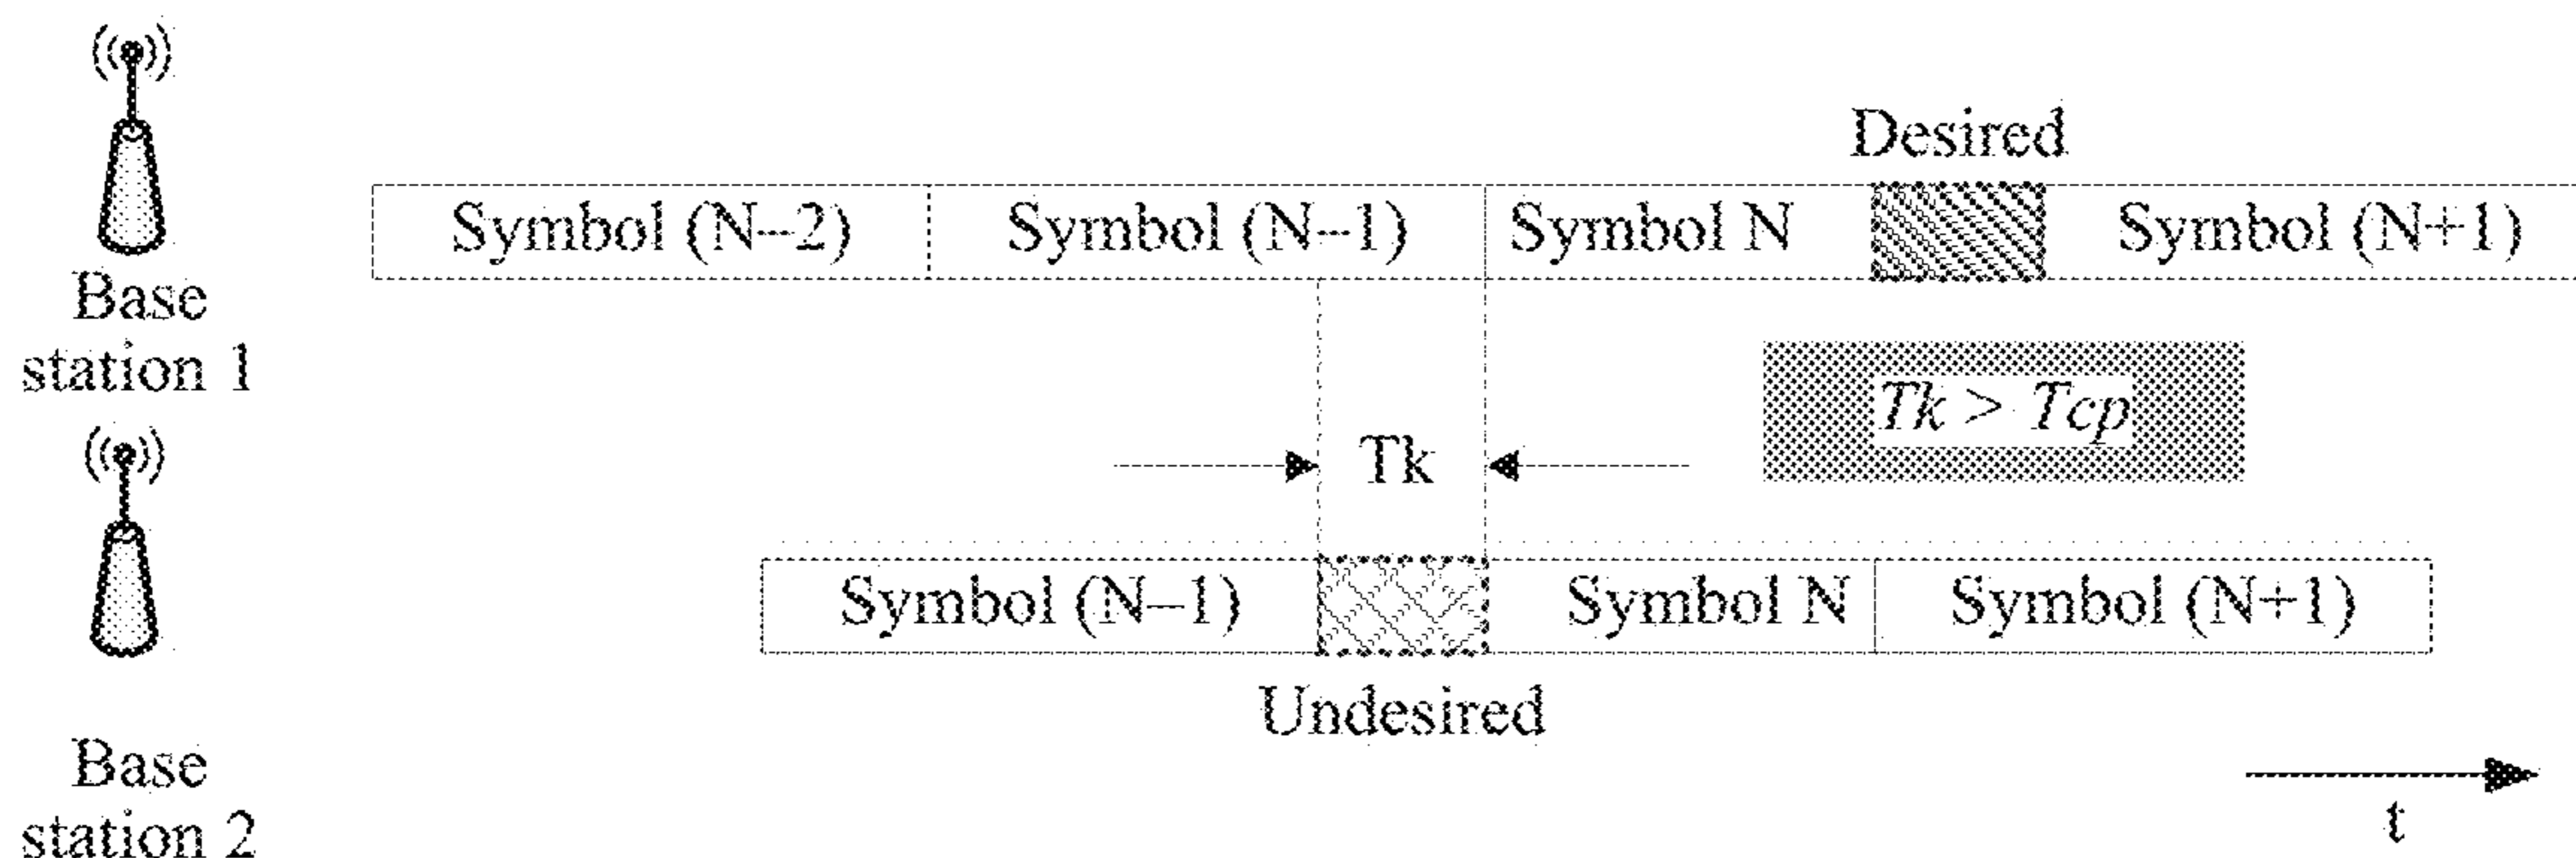 Desired
Symbol (N–2) Symbol (N–1) Symbol N Symbol (N+1)
Base
station 1
Tk > Tcp
Tk
Symbol (N–1) Symbol N Symbol (N+1)
Undesired
Base
station 2
t